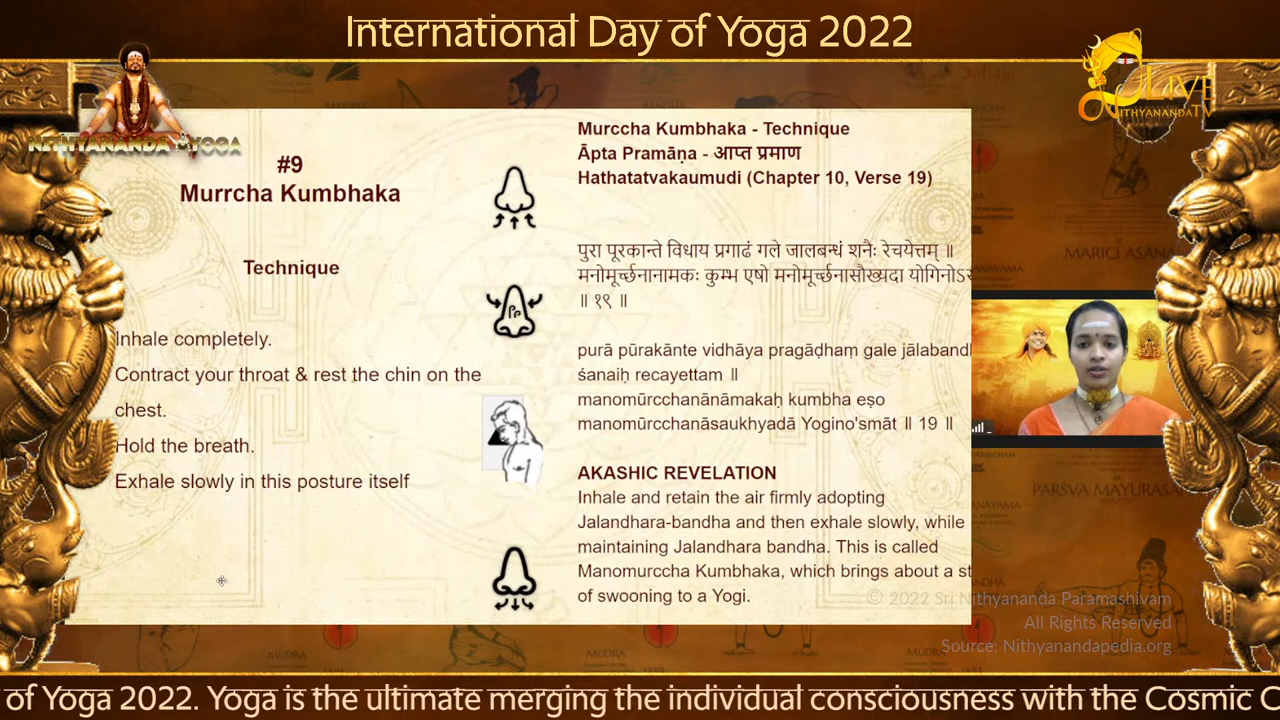 International Day of Yoga 2022
LIVE
NITHYANANDATV
NITHYANANDA YOGA
#9
Murrcha Kumbhaka
Technique
Inhale completely.
Contract your throat & rest the chin on the
chest.
Hold the breath.
Exhale slowly in this posture itself
Murccha Kumbhaka - Technique
Āpta Pramāṇa - आप्त प्रमाण
Hathatatvakaumudi (Chapter 10, Verse 19)
पुरा पूरकान्ते विधाय प्रगाढं गले जालबन्धं शनैः रेचयेत्तम् ॥
मनोमूर्च्छनानामकः कुम्भ एषो मनोमूर्च्छनासौख्यदा योगिनोऽस
॥ १९ ॥
purā pūrakānte vidhāya pragāḍhaṃ gale jālaband
śanaiḥ recayettam ॥
manomūrcchanānāmakaḥ kumbha eṣo
manomūrcchanāsaukhyadā Yogino'smāt ॥ 19 ॥
AKASHIC REVELATION
Inhale and retain the air firmly adopting
Jalandhara-bandha and then exhale slowly, while
maintaining Jalandhara bandha. This is called
Manomurccha Kumbhaka, which brings about a st
of swooning to a Yogi.
MARICI ASANA
PARŚVA MAYURASA
© 2022 Sri Nithyananda Paramashivam
All Rights Reserved
Source: Nithyanandapedia.org
MUDRA
MUDRA
of Yoga 2022. Yoga is the ultimate merging the individual consciousness with the Cosmic C